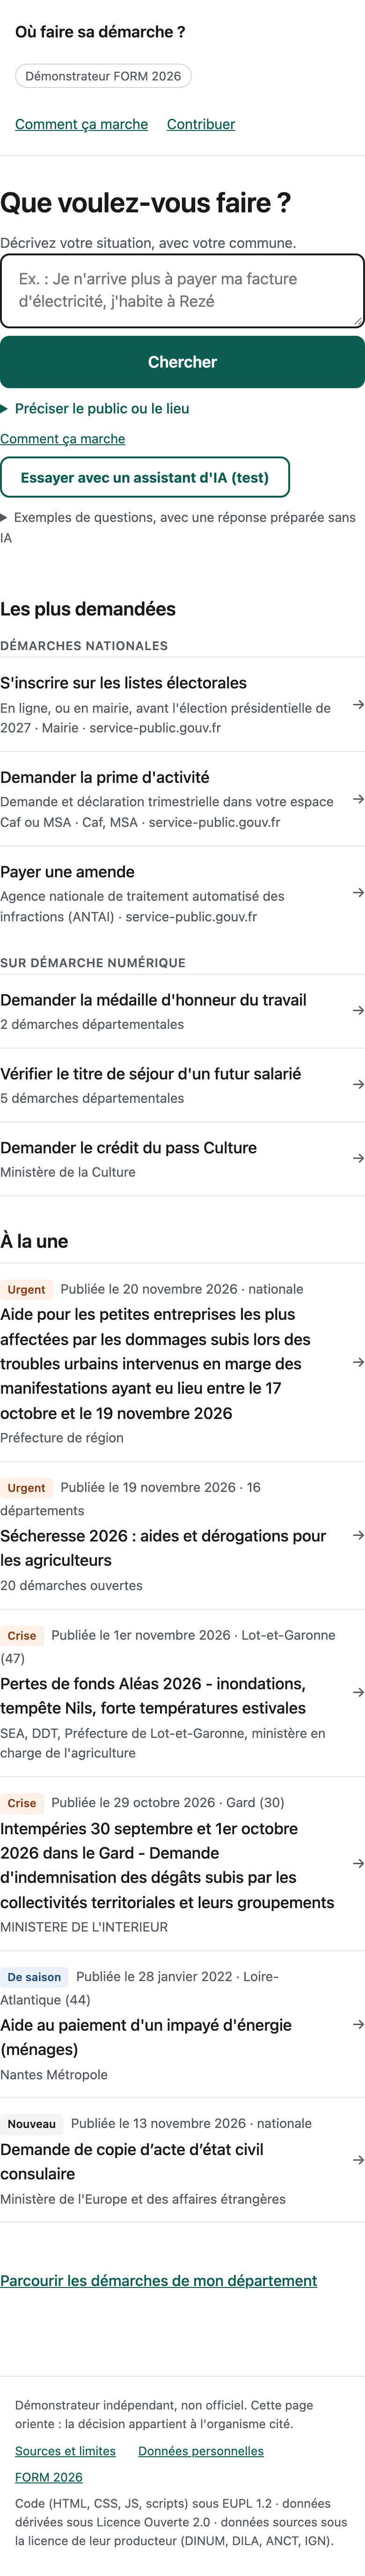 Où faire sa démarche ?
Démonstrateur FORM 2026
Comment ça marche Contribuer
Que voulez-vous faire ?
Décrivez votre situation, avec votre commune.
Ex. : Je n'arrive plus à payer ma facture
d'électricité, j'habite à Rezé
Chercher
Préciser le public ou le lieu
Comment ça marche
Essayer avec un assistant d'IA (test)
Exemples de questions, avec une réponse préparée sans
IA
Les plus demandées
DÉMARCHES NATIONALES
S'inscrire sur les listes électorales
En ligne, ou en mairie, avant l'élection présidentielle de
2027 · Mairie · service-public.gouv.fr
→
Demander la prime d'activité
Demande et déclaration trimestrielle dans votre espace
Caf ou MSA · Caf, MSA · service-public.gouv.fr
→
Payer une amende
Agence nationale de traitement automatisé des
infractions (ANTAI) · service-public.gouv.fr
→
SUR DÉMARCHE NUMÉRIQUE
Demander la médaille d'honneur du travail
2 démarches départementales
→
Vérifier le titre de séjour d'un futur salarié
5 démarches départementales
→
Demander le crédit du pass Culture
Ministère de la Culture
→
À la une
Urgent Publiée le 20 novembre 2026 · nationale
Aide pour les petites entreprises les plus
affectées par les dommages subis lors des
troubles urbains intervenus en marge des
manifestations ayant eu lieu entre le 17
octobre et le 19 novembre 2026
Préfecture de région
→
Urgent Publiée le 19 novembre 2026 · 16
départements
Sécheresse 2026 : aides et dérogations pour
les agriculteurs
20 démarches ouvertes
→
Crise Publiée le 1er novembre 2026 · Lot-et-Garonne
(47)
Pertes de fonds Aléas 2026 - inondations,
tempête Nils, forte températures estivales
SEA, DDT, Préfecture de Lot-et-Garonne, ministère en
charge de l'agriculture
→
Crise Publiée le 29 octobre 2026 · Gard (30)
Intempéries 30 septembre et 1er octobre
2026 dans le Gard - Demande
d'indemnisation des dégâts subis par les
collectivités territoriales et leurs groupements
MINISTERE DE L'INTERIEUR
→
De saison Publiée le 28 janvier 2022 · Loire-
Atlantique (44)
Aide au paiement d'un impayé d'énergie
(ménages)
Nantes Métropole
→
Nouveau Publiée le 13 novembre 2026 · nationale
Demande de copie d’acte d’état civil
consulaire
Ministère de l'Europe et des affaires étrangères
→
Parcourir les démarches de mon département
Démonstrateur indépendant, non officiel. Cette page
oriente : la décision appartient à l'organisme cité.
Sources et limites Données personnelles
FORM 2026
Code (HTML, CSS, JS, scripts) sous EUPL 1.2 · données
dérivées sous Licence Ouverte 2.0 · données sources sous
la licence de leur producteur (DINUM, DILA, ANCT, IGN).